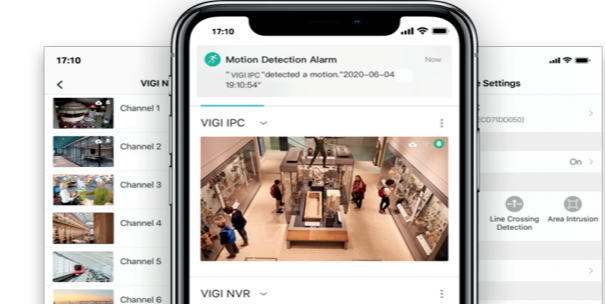 17:10
VIGI N
Channel 1
Channel 2
Channel 3
Channel 4
Channel 5
Channel 6
17:10
Motion Detection Alarm
Now
"VIGI IPC"detected a motion."2020-06-04
19:10:54"
VIGI IPC
VIGI NVR
e Settings
CD71DD050)
On
Line Crossing
Detection
Area Intrusion